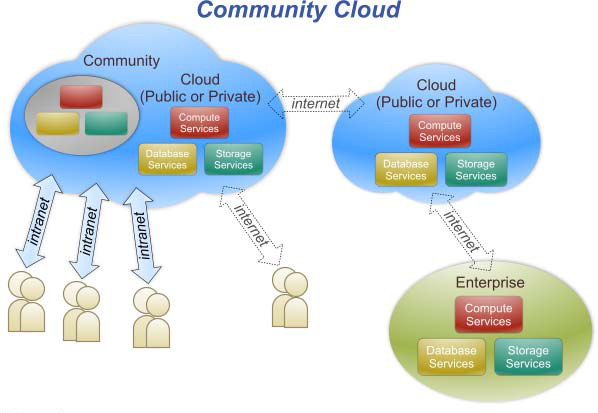 Community Cloud
Community
Cloud
(Public or Private)
Compute
Services
Database
Services
Storage
Services
internet
Cloud
(Public or Private)
Compute
Services
Database
Services
Storage
Services
intranet
intranet
intranet
internet
internet
Enterprise
Compute
Services
Database
Services
Storage
Services